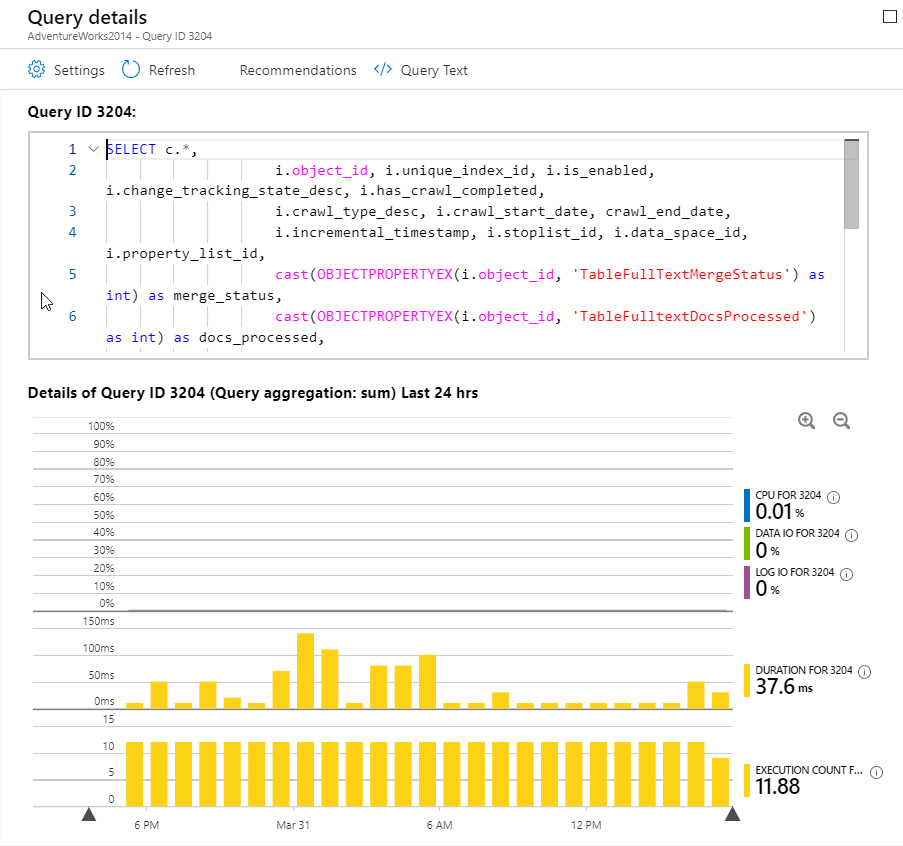 Query details
AdventureWorks2014 - Query ID 3204
Settings Refresh Recommendations </> Query Text
Query ID 3204:
1 SELECT c.*,
2 i.object_id, i.unique_index_id, i.is_enabled,
i.change_tracking_state_desc, i.has_crawl_completed,
3 i.crawl_type_desc, i.crawl_start_date, crawl_end_date,
4 i.incremental_timestamp, i.stoplist_id, i.data_space_id,
i.property_list_id,
5 cast(OBJECTPROPERTYEX(i.object_id, 'TableFullTextMergeStatus') as
int) as merge_status,
6 cast(OBJECTPROPERTYEX(i.object_id, 'TableFulltextDocsProcessed')
as int) as docs_processed,
Details of Query ID 3204 (Query aggregation: sum) Last 24 hrs
100%
90%
80%
70%
60%
50%
40%
30%
20%
10%
0%
CPU FOR 3204
0.01 %
DATA IO FOR 3204
0 %
LOG IO FOR 3204
0 %
150ms
100ms
50ms
0ms
DURATION FOR 3204
37.6 ms
15
10
5
0
EXECUTION COUNT F...
11.88
6 PM Mar 31 6 AM 12 PM